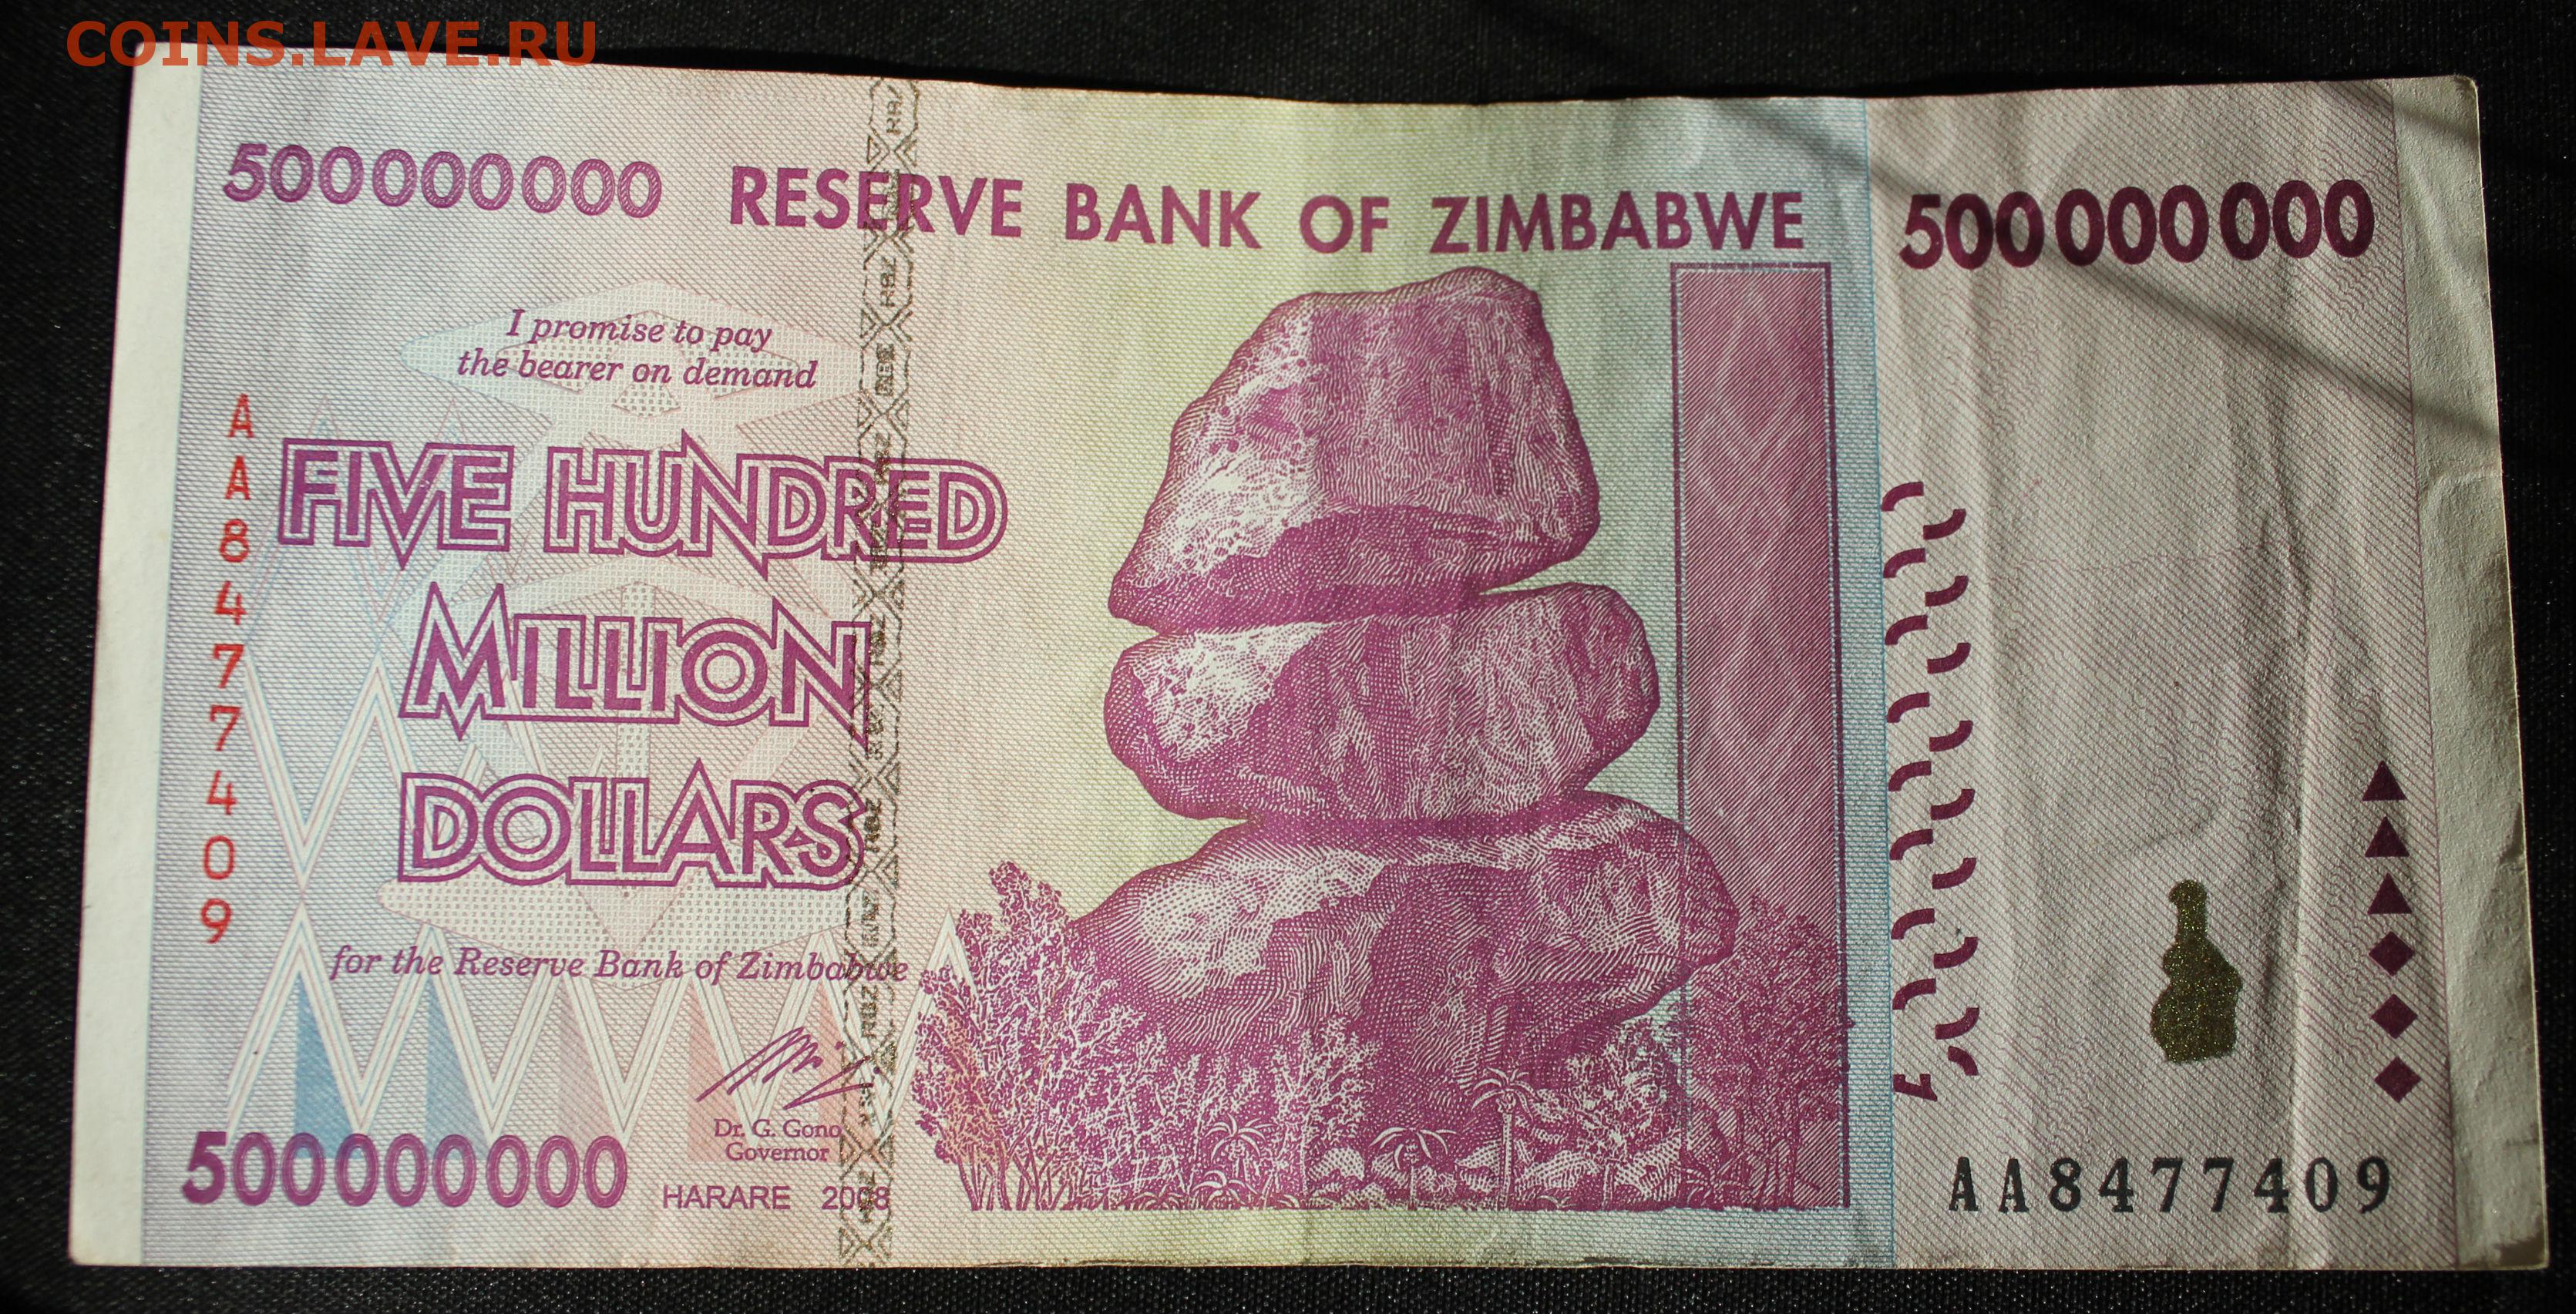 COINS.LAVE.RU
500000000 RESERVE BANK OF ZIMBABWE 500000000
I promise to pay
the bearer on demand
AA8477409
FIVE HUNDRED
MILLION
DOLLARS
for the Reserve Bank of Zimbabwe
Dr. G. Gono
Governor
500000000
HARARE 2008
AA8477409